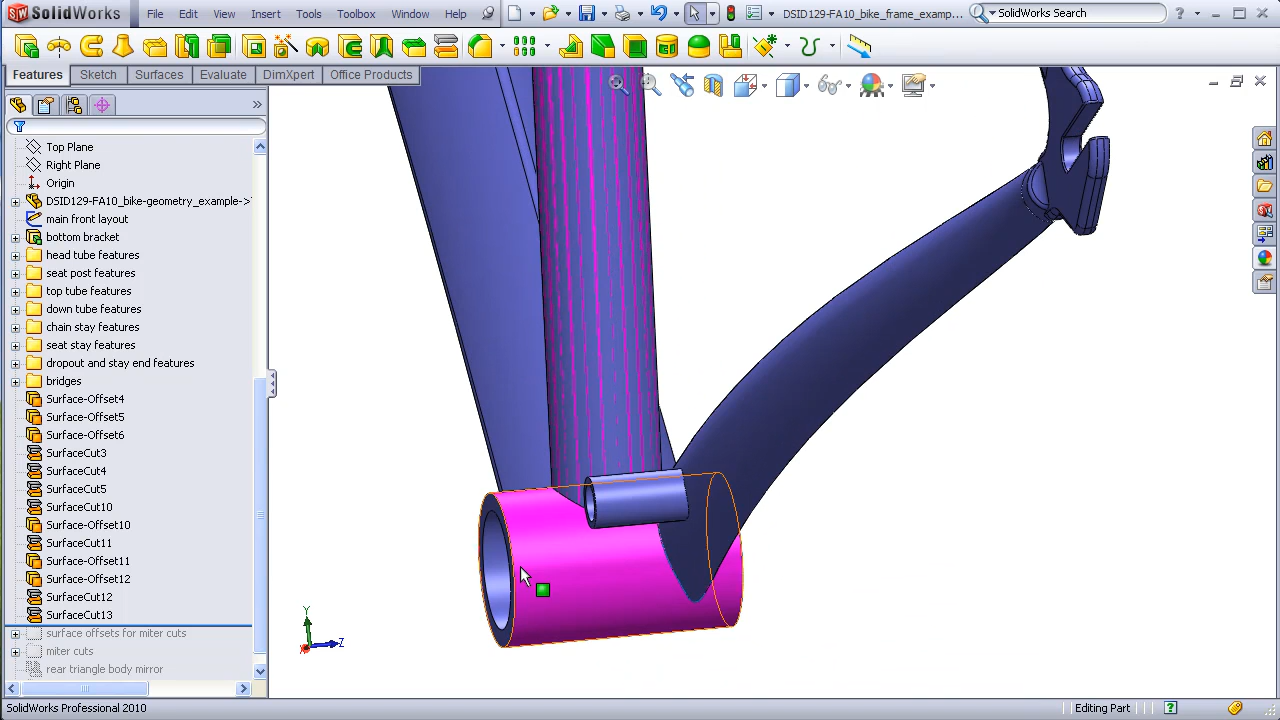 SolidWorks File Edit View Insert Tools Toolbox Window Help DSID129-FA10_bike_frame_examp... SolidWorks Search
Features Sketch Surfaces Evaluate DimXpert Office Products
Top Plane
Right Plane
Origin
DSID129-FA10_bike-geometry_example->
main front layout
bottom bracket
head tube features
seat post features
top tube features
down tube features
chain stay features
seat stay features
dropout and stay end features
bridges
Surface-Offset4
Surface-Offset5
Surface-Offset6
SurfaceCut3
SurfaceCut4
SurfaceCut5
SurfaceCut10
Surface-Offset10
SurfaceCut11
Surface-Offset11
Surface-Offset12
SurfaceCut12
SurfaceCut13
surface offsets for miter cuts
miter cuts
rear triangle body mirror
Y
Z
X
SolidWorks Professional 2010 Editing Part